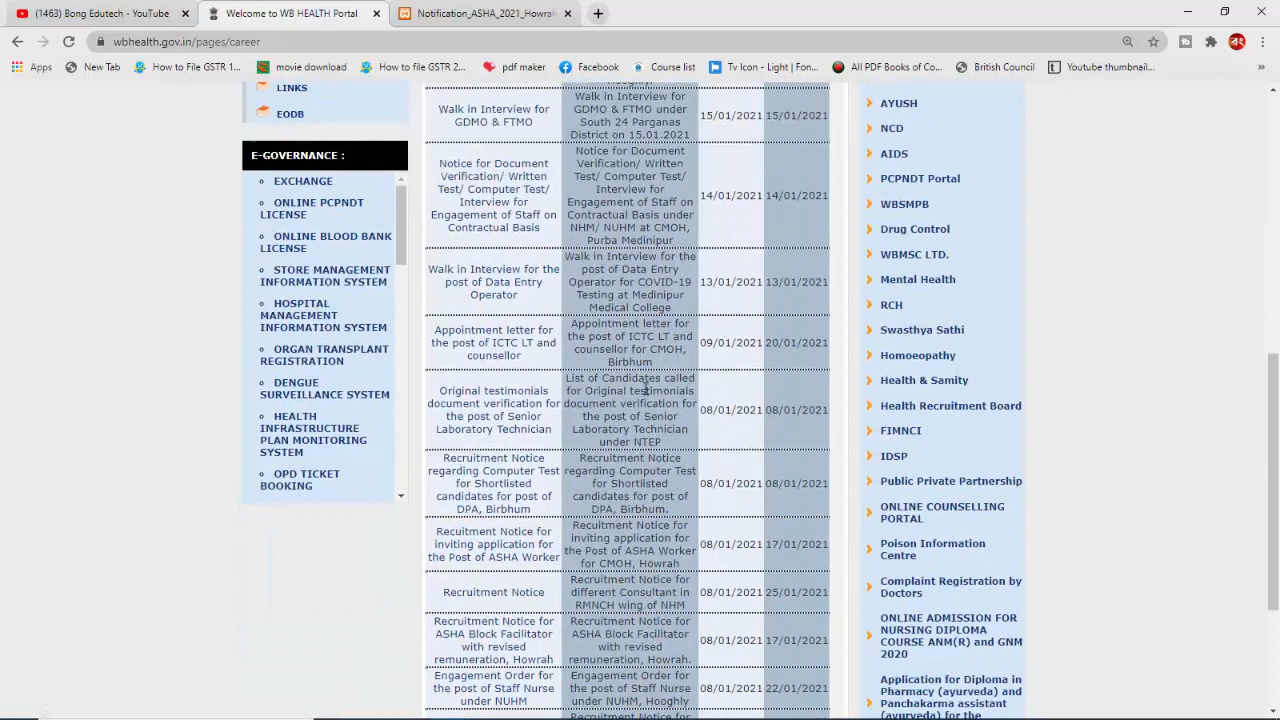 (1463) Bong Edutech - YouTube
Welcome to WB HEALTH Portal
Notification_ASHA_2021_Howrah
wbhealth.gov.in/pages/career
Apps
New Tab
How to File GSTR 1...
movie download
How to file GSTR 2...
pdf maker
Facebook
Course list
Tv Icon - Light | Fon...
All PDF Books of Co...
British Council
Youtube thumbnail...
»
LINKS
EODB
E-GOVERNANCE :
EXCHANGE
ONLINE PCPNDT
LICENSE
ONLINE BLOOD BANK
LICENSE
STORE MANAGEMENT
INFORMATION SYSTEM
HOSPITAL
MANAGEMENT
INFORMATION SYSTEM
ORGAN TRANSPLANT
REGISTRATION
DENGUE
SURVEILLANCE SYSTEM
HEALTH
INFRASTRUCTURE
PLAN MONITORING
SYSTEM
OPD TICKET
BOOKING
Walk in Interview for
GDMO & FTMO
Walk in Interview for
GDMO & FTMO under
South 24 Parganas
District on 15.01.2021
15/01/2021 15/01/2021
Notice for Document
Verification/ Written
Test/ Computer Test/
Interview for
Engagement of Staff on
Contractual Basis
Notice for Document
Verification/ Written
Test/ Computer Test/
Interview for
Engagement of Staff on
Contractual Basis under
NHM/ NUHM at CMOH,
Purba Medinipur
14/01/2021 14/01/2021
Walk in Interview for the
post of Data Entry
Operator
Walk in Interview for the
post of Data Entry
Operator for COVID-19
Testing at Medinipur
Medical College
13/01/2021 13/01/2021
Appointment letter for
the post of ICTC LT and
counsellor
Appointment letter for
the post of ICTC LT and
counsellor for CMOH,
Birbhum
09/01/2021 20/01/2021
Original testimonials
document verification for
the post of Senior
Laboratory Technician
List of Candidates called
for Original testimonials
document verification for
the post of Senior
Laboratory Technician
under NTEP
08/01/2021 08/01/2021
Recruitment Notice
regarding Computer Test
for Shortlisted
candidates for post of
DPA, Birbhum
Recruitment Notice
regarding Computer Test
for Shortlisted
candidates for post of
DPA, Birbhum.
08/01/2021 08/01/2021
Recuitment Notice for
inviting application for
the Post of ASHA Worker
Recuitment Notice for
inviting application for
the Post of ASHA Worker
for CMOH, Howrah
08/01/2021 17/01/2021
Recruitment Notice
Recruitment Notice for
different Consultant in
RMNCH wing of NHM
08/01/2021 25/01/2021
Recruitment Notice for
ASHA Block Facilitator
with revised
remuneration, Howrah
Recruitment Notice for
ASHA Block Facilitator
with revised
remuneration, Howrah.
08/01/2021 17/01/2021
Engagement Order for
the post of Staff Nurse
under NUHM
Engagement Order for
the post of Staff Nurse
under NUHM, Hooghly
08/01/2021 22/01/2021
AYUSH
NCD
AIDS
PCPNDT Portal
WBSMPB
Drug Control
WBMSC LTD.
Mental Health
RCH
Swasthya Sathi
Homoeopathy
Health & Samity
Health Recruitment Board
FIMNCI
IDSP
Public Private Partnership
ONLINE COUNSELLING
PORTAL
Poison Information
Centre
Complaint Registration by
Doctors
ONLINE ADMISSION FOR
NURSING DIPLOMA
COURSE ANM(R) and GNM
2020
Application for Diploma in
Pharmacy (ayurveda) and
Panchakarma assistant
(ayurveda) for the